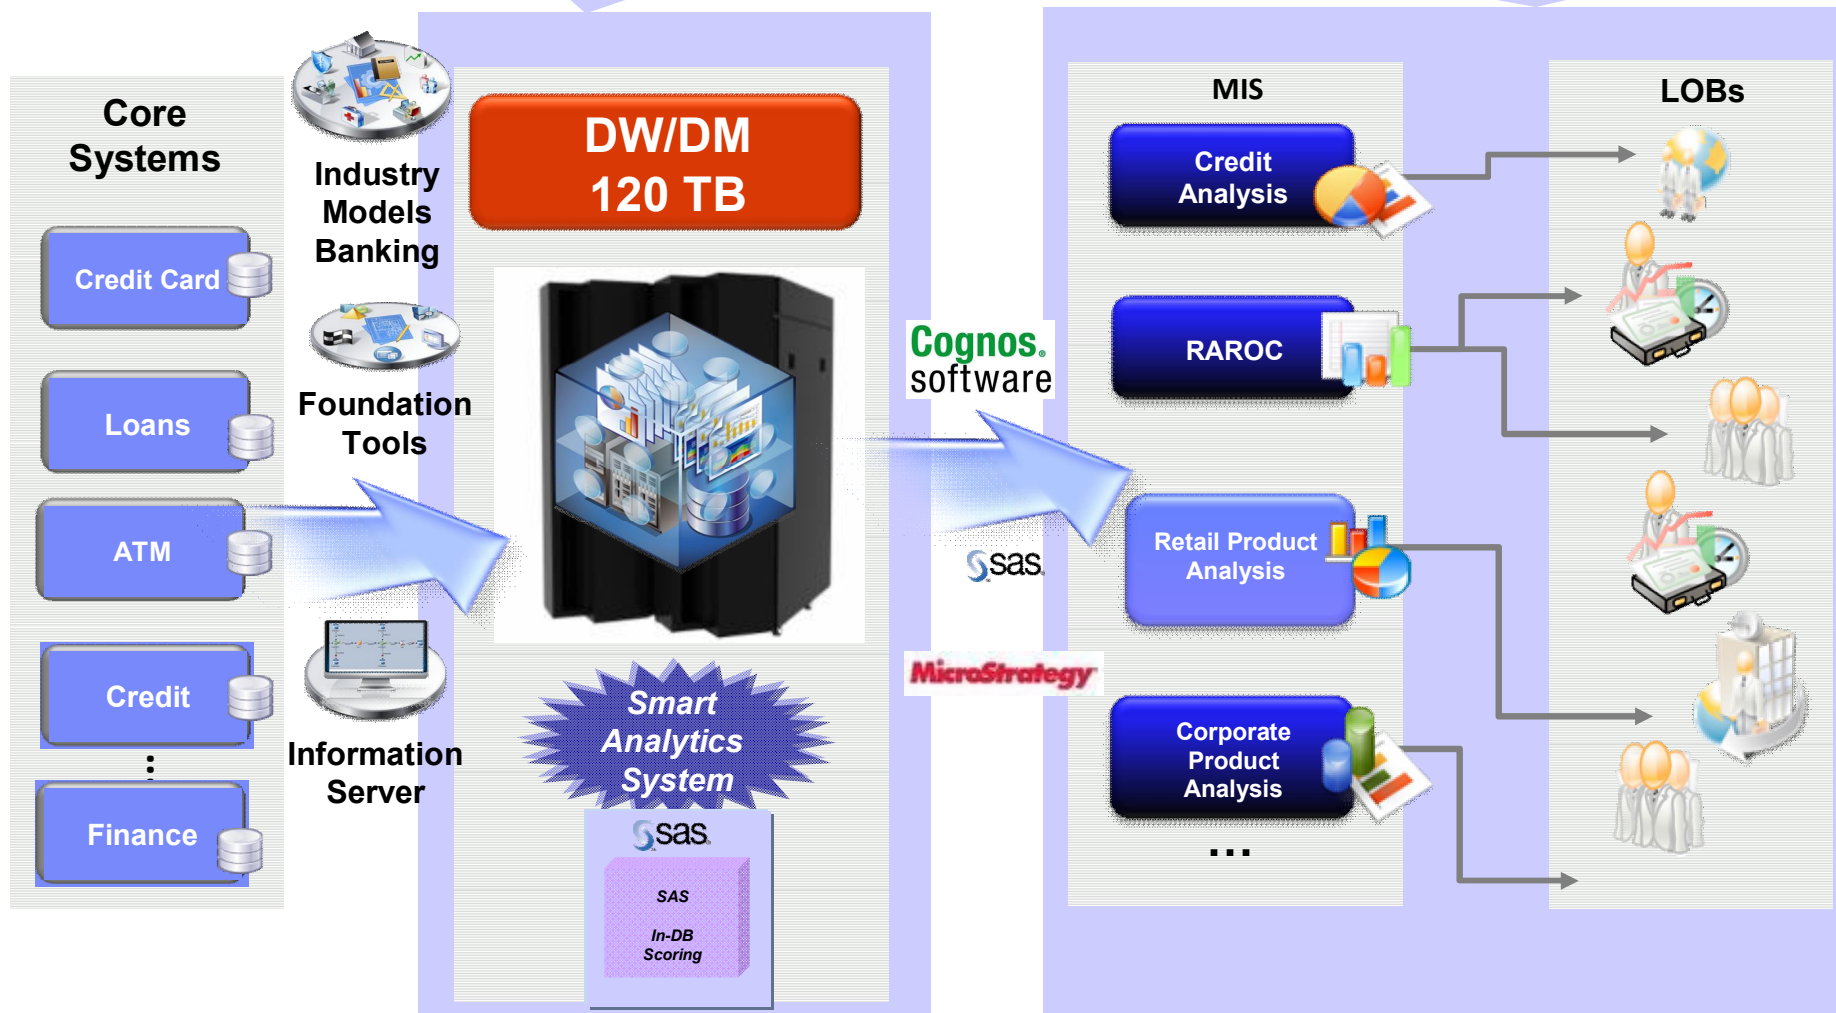 Core
Systems
Credit Card
Loans
ATM
Credit
⋮
Finance
Industry
Models
Banking
Foundation
Tools
Information
Server
DW/DM
120 TB
Smart
Analytics
System
sas
SAS
In-DB
Scoring
Cognos.
software
sas
MicroStrategy
MIS
Credit
Analysis
RAROC
Retail Product
Analysis
Corporate
Product
Analysis
...
LOBs